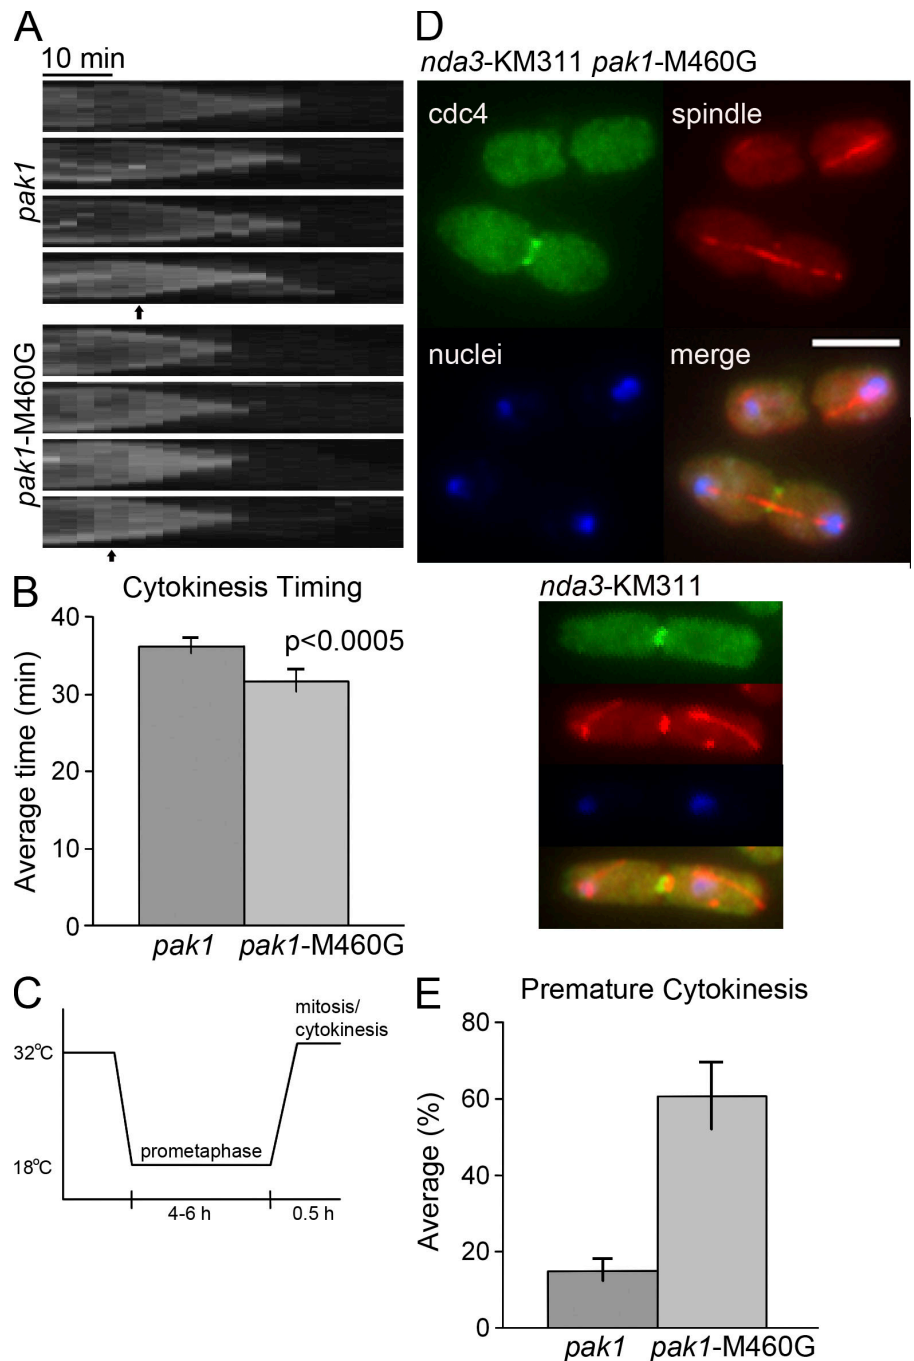 A
10 min
pak1
pak1-M460G
B
Cytokinesis Timing
Average time (min)
40
30
20
10
0
p<0.0005
pak1
pak1-M460G
C
32°C
18°C
prometaphase
mitosis/
cytokinesis
4-6 h
0.5 h
D
nda3-KM311 pak1-M460G
cdc4
spindle
nuclei
merge
nda3-KM311
E
Premature Cytokinesis
Average (%)
80
60
40
20
0
pak1
pak1-M460G